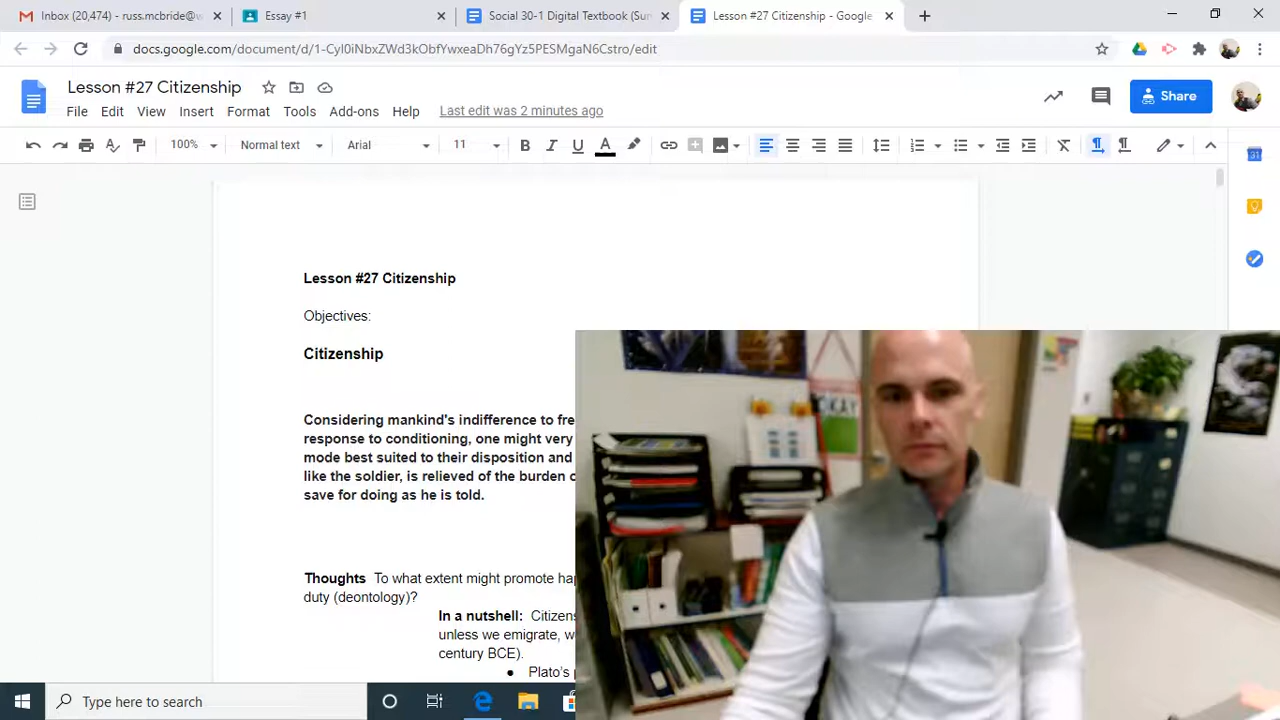 Inbox (20,474) - russ.mcbride@w
Essay #1
Social 30-1 Digital Textbook (Sun
Lesson #27 Citizenship - Google
docs.google.com/document/d/1-CyI0iNbxZWd3kObfYwxeaDh76gYz5PESMgaN6Cstro/edit
Lesson #27 Citizenship
File Edit View Insert Format Tools Add-ons Help Last edit was 2 minutes ago
Share
100% Normal text Arial 11
Lesson #27 Citizenship
Objectives:
Citizenship
Considering mankind's indifference to fre
response to conditioning, one might very
mode best suited to their disposition and
like the soldier, is relieved of the burden o
save for doing as he is told.
Thoughts To what extent might promote hap
duty (deontology)?
In a nutshell: Citizens
unless we emigrate, w
century BCE).
Plato's p
Type here to search
OKAY